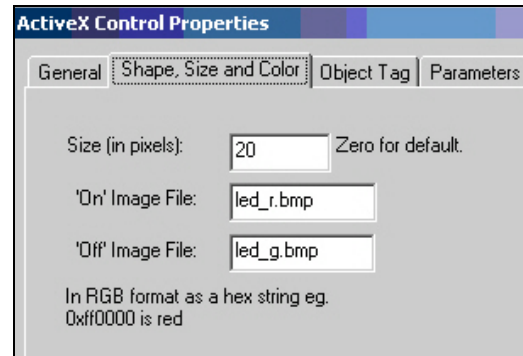 ActiveX Control Properties
General Shape, Size and Color Object Tag Parameters
Size (in pixels): 20 Zero for default.
'On' Image File: led_r.bmp
'Off' Image File: led_g.bmp
In RGB format as a hex string eg.
0xff0000 is red